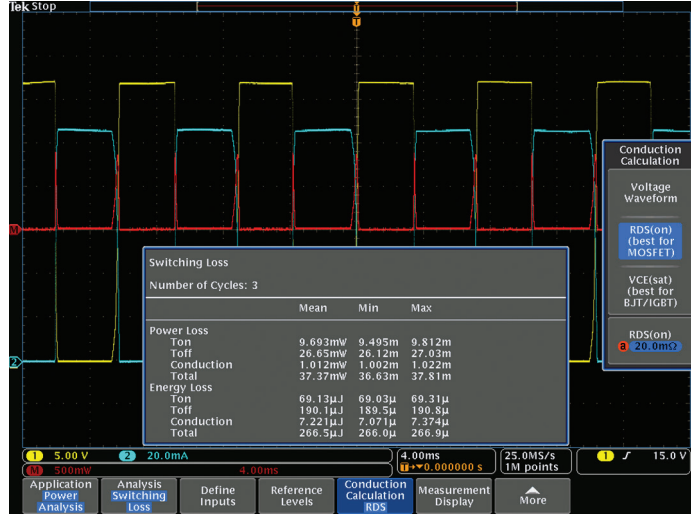 Tek Stop
M
2
Switching Loss
Number of Cycles: 3
Mean Min Max
Power Loss
Ton 9.693mW 9.495m 9.812m
Toff 26.65mW 26.12m 27.03m
Conduction 1.012mW 1.002m 1.022m
Total 37.37mW 36.63m 37.81m
Energy Loss
Ton 69.13µJ 69.03µ 69.31µ
Toff 190.1µJ 189.5µ 190.8µ
Conduction 7.221µJ 7.071µ 7.374µ
Total 266.5µJ 266.0µ 266.9µ
Conduction
Calculation
Voltage
Waveform
RDS(on)
(best for
MOSFET)
VCE(sat)
(best for
BJT/IGBT)
RDS(on)
a 20.0mΩ
1 5.00 V 2 20.0mA
M 500mW 4.00ms
4.00ms
T→▼0.000000 s
25.0MS/s
1M points
1 15.0 V
Application
Power
Analysis
Analysis
Switching
Loss
Define
Inputs
Reference
Levels
Conduction
Calculation
RDS
Measurement
Display
More